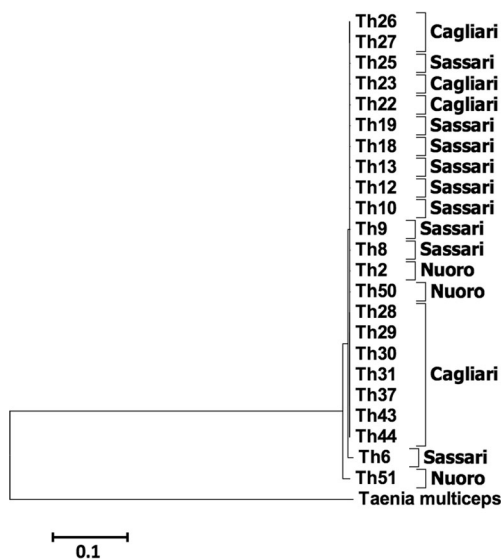 Th26
Cagliari
Th27
Th25 Sassari
Th23 Cagliari
Th22 Cagliari
Th19 Sassari
Th18 Sassari
Th13 Sassari
Th12 Sassari
Th10 Sassari
Th9 Sassari
Th8 Sassari
Th2 Nuoro
Th50 Nuoro
Th28
Th29
Th30
Th31 Cagliari
Th37
Th43
Th44
Th6 Sassari
Th51 Nuoro
Taenia multiceps
0.1